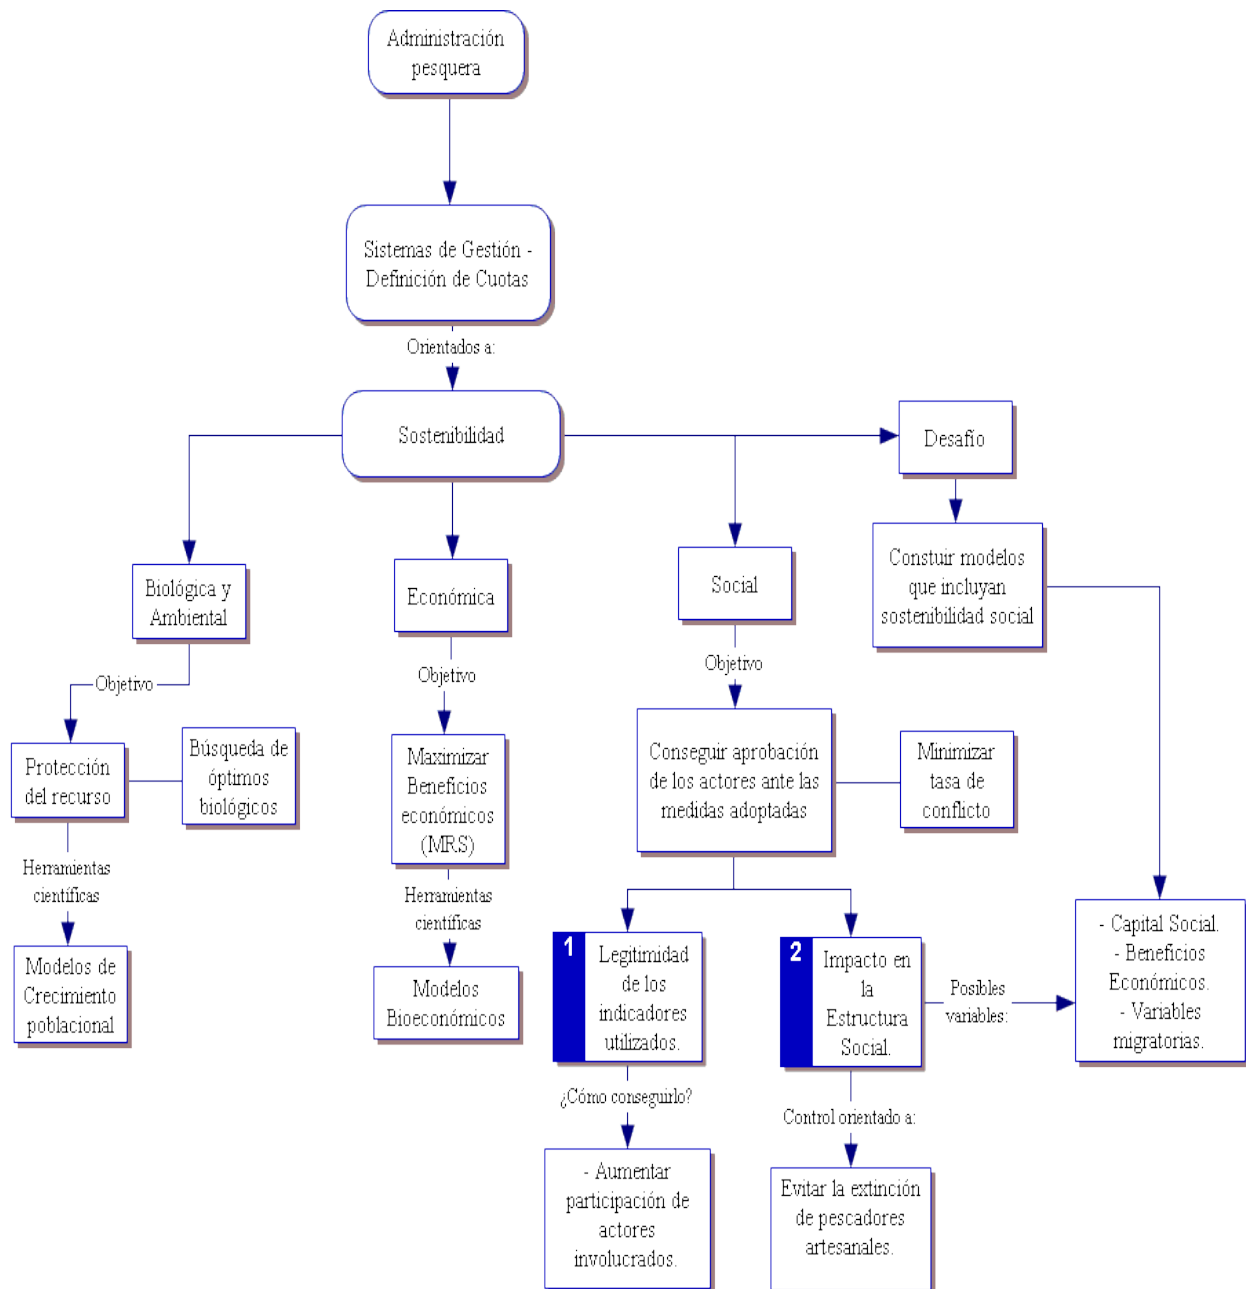 Administración
pesquera
Sistemas de Gestión -
Definición de Cuotas
Orientados a:
Sostenibilidad
Desafío
Constuir modelos
que incluyan
sostenibilidad social
Biológica y
Ambiental
Económica
Social
Objetivo
Objetivo
Objetivo
Protección
del recurso
Búsqueda de
óptimos
biológicos
Maximizar
Beneficios
económicos
(MRS)
Conseguir aprobación
de los actores ante las
medidas adoptadas
Minimizar
tasa de
conflicto
Herramientas
científicas
Herramientas
científicas
Modelos de
Crecimiento
poblacional
Modelos
Bioeconómicos
1
Legitimidad
de los
indicadores
utilizados.
2
Impacto en
la
Estructura
Social.
Posibles
variables:
- Capital Social.
- Beneficios
Económicos.
- Variables
migratorias.
¿Cómo conseguirlo?
Control orientado a:
- Aumentar
participación de
actores
involucrados.
Evitar la extinción
de pescadores
artesanales.